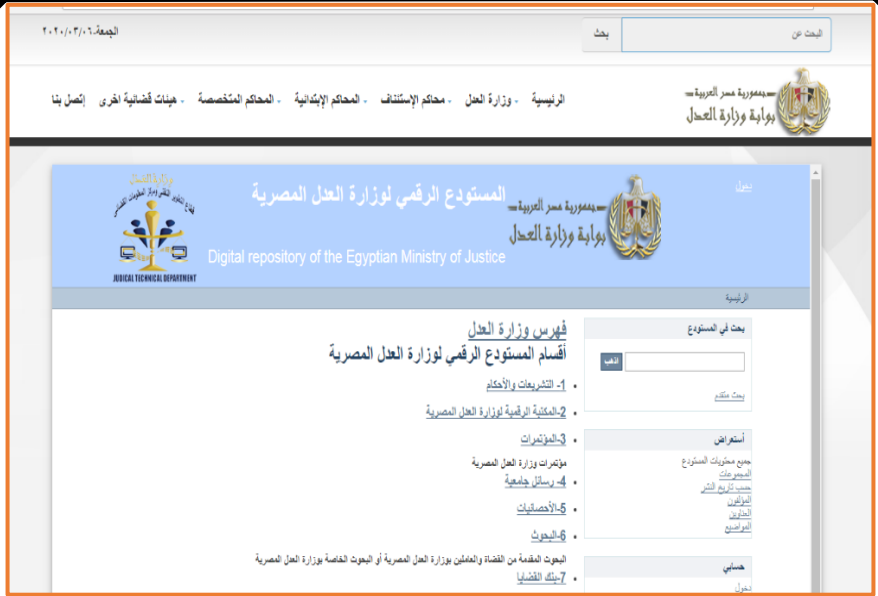 الجمعة،٢٠٢٠/٠٣/٠٦
بحث
البحث عن
جمهورية مصر العربية
بوابة وزارة العدل
الرئيسية - وزارة العدل - محاكم الإستئناف - المحاكم الإبتدائية - المحاكم المتخصصة - هيئات قضائية اخرى إتصل بنا
دخول
جمهورية مصر العربية
بوابة وزارة العدل
المستودع الرقمي لوزارة العدل المصرية
Digital repository of the Egyptian Ministry of Justice
وزارة العدل
JUDICAL TECHNICAL DEPARTMENT
الرئيسية
بحث في المستودع
اذهب
بحث متقدم
أستعراض
جميع محتويات المستودع
المجموعات
حسب تاريخ النشر
المؤلفون
العناوين
المواضيع
حسابي
دخول
فهرس وزارة العدل
أقسام المستودع الرقمي لوزارة العدل المصرية
1- التشريعات والأحكام
2-المكتبة الرقمية لوزارة العدل المصرية
3-المؤتمرات
مؤتمرات وزارة العدل المصرية
4- رسائل جامعية
5-الأحصائيات
6-البحوث
البحوث المقدمة من القضاة والعاملين بوزارة العدل المصرية أو البحوث الخاصة بوزارة العدل المصرية
7-بنك القضايا